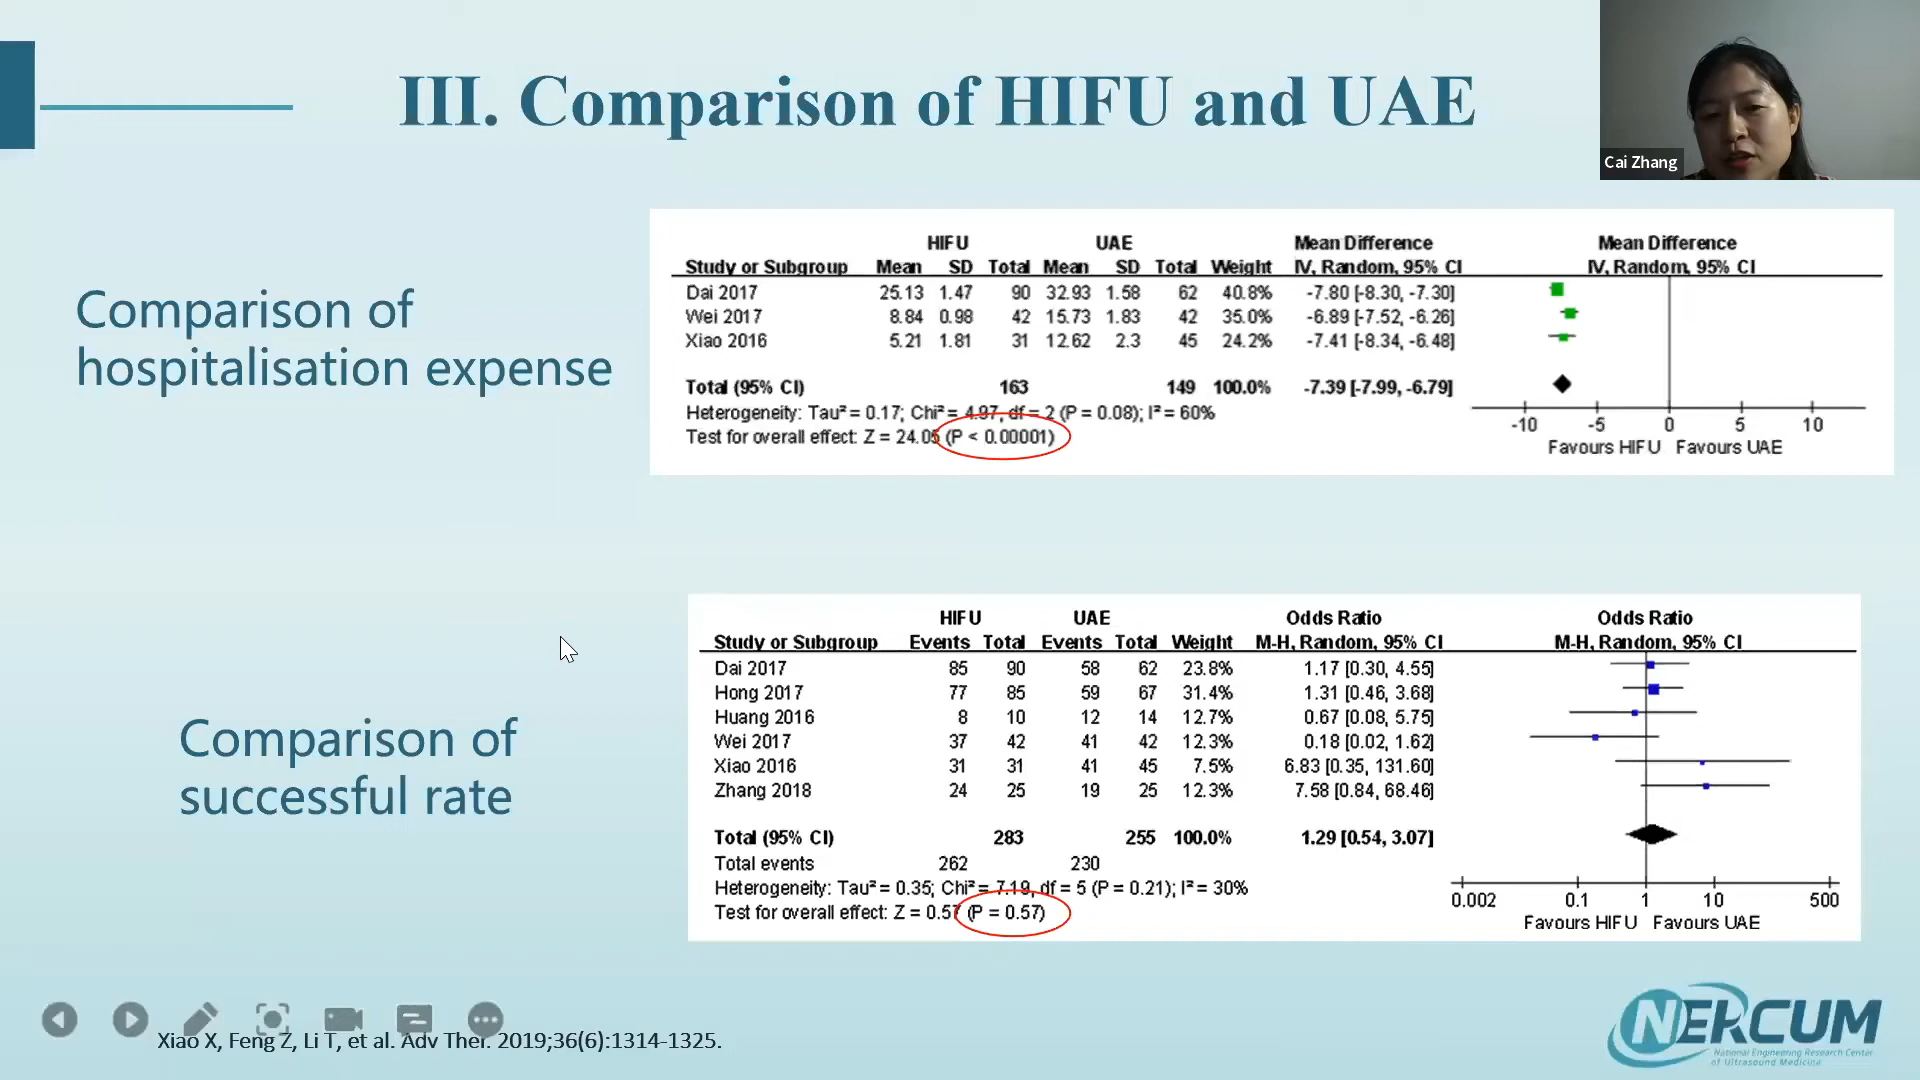 III. Comparison of HIFU and UAE
Cai Zhang
Comparison of
hospitalisation expense
HIFU UAE Mean Difference Mean Difference
Study or Subgroup Mean SD Total Mean SD Total Weight IV, Random, 95% CI IV, Random, 95% CI
Dai 2017 25.13 1.47 90 32.93 1.58 62 40.8% -7.80 [-8.30, -7.30]
Wei 2017 8.84 0.98 42 15.73 1.83 42 35.0% -6.89 [-7.52, -6.26]
Xiao 2016 5.21 1.81 31 12.62 2.3 45 24.2% -7.41 [-8.34, -6.48]
Total (95% CI) 163 149 100.0% -7.39 [-7.99, -6.79]
Heterogeneity: Tau² = 0.17; Chi² = 4.97, df = 2 (P = 0.08); I² = 60%
Test for overall effect: Z = 24.05 (P < 0.00001)
-10 -5 0 5 10
Favours HIFU Favours UAE
Comparison of
successful rate
HIFU UAE Odds Ratio Odds Ratio
Study or Subgroup Events Total Events Total Weight M-H, Random, 95% CI M-H, Random, 95% CI
Dai 2017 85 90 58 62 23.8% 1.17 [0.30, 4.55]
Hong 2017 77 85 59 67 31.4% 1.31 [0.46, 3.68]
Huang 2016 8 10 12 14 12.7% 0.67 [0.08, 5.75]
Wei 2017 37 42 41 42 12.3% 0.18 [0.02, 1.62]
Xiao 2016 31 31 41 45 7.5% 6.83 [0.35, 131.60]
Zhang 2018 24 25 19 25 12.3% 7.58 [0.84, 68.46]
Total (95% CI) 283 255 100.0% 1.29 [0.54, 3.07]
Total events 262 230
Heterogeneity: Tau² = 0.35; Chi² = 7.19, df = 5 (P = 0.21); I² = 30%
Test for overall effect: Z = 0.57 (P = 0.57)
0.002 0.1 1 10 500
Favours HIFU Favours UAE
Xiao X, Feng Z, Li T, et al. Adv Ther. 2019;36(6):1314-1325.
NERCUM
National Engineering Research Center
of Ultrasound Medicine